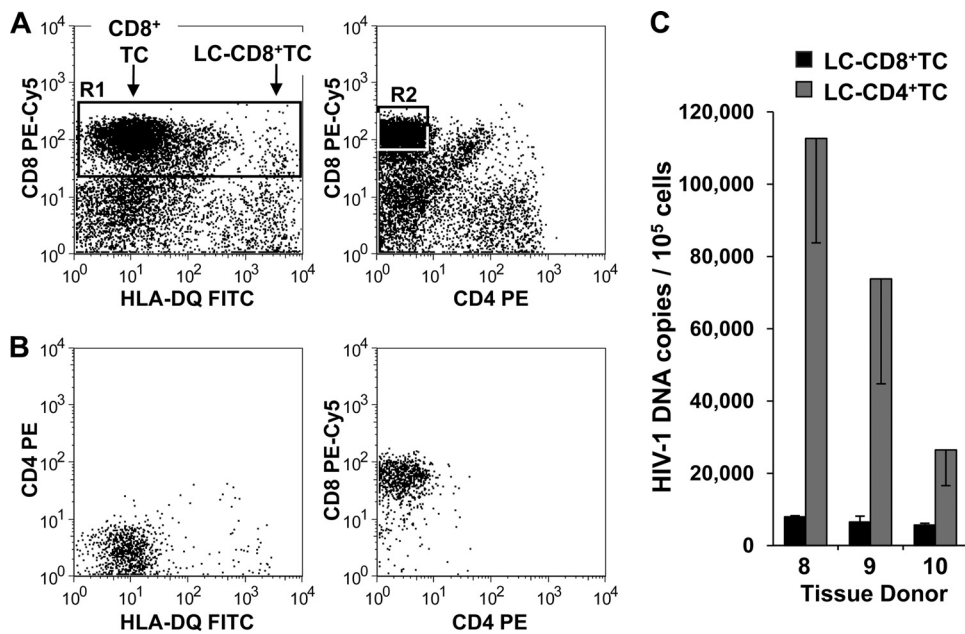 A
CD8+
TC
LC-CD8+TC
R1
CD8 PE-Cy5
10^4
10^3
10^2
10^1
10^0
10^0 10^1 10^2 10^3 10^4
HLA-DQ FITC
R2
CD8 PE-Cy5
10^4
10^3
10^2
10^1
10^0
10^0 10^1 10^2 10^3 10^4
CD4 PE
B
CD4 PE
10^4
10^3
10^2
10^1
10^0
10^0 10^1 10^2 10^3 10^4
HLA-DQ FITC
CD8 PE-Cy5
10^4
10^3
10^2
10^1
10^0
10^0 10^1 10^2 10^3 10^4
CD4 PE
C
LC-CD8+TC
LC-CD4+TC
HIV-1 DNA copies / 10^5 cells
120,000
100,000
80,000
60,000
40,000
20,000
0
8 9 10
Tissue Donor